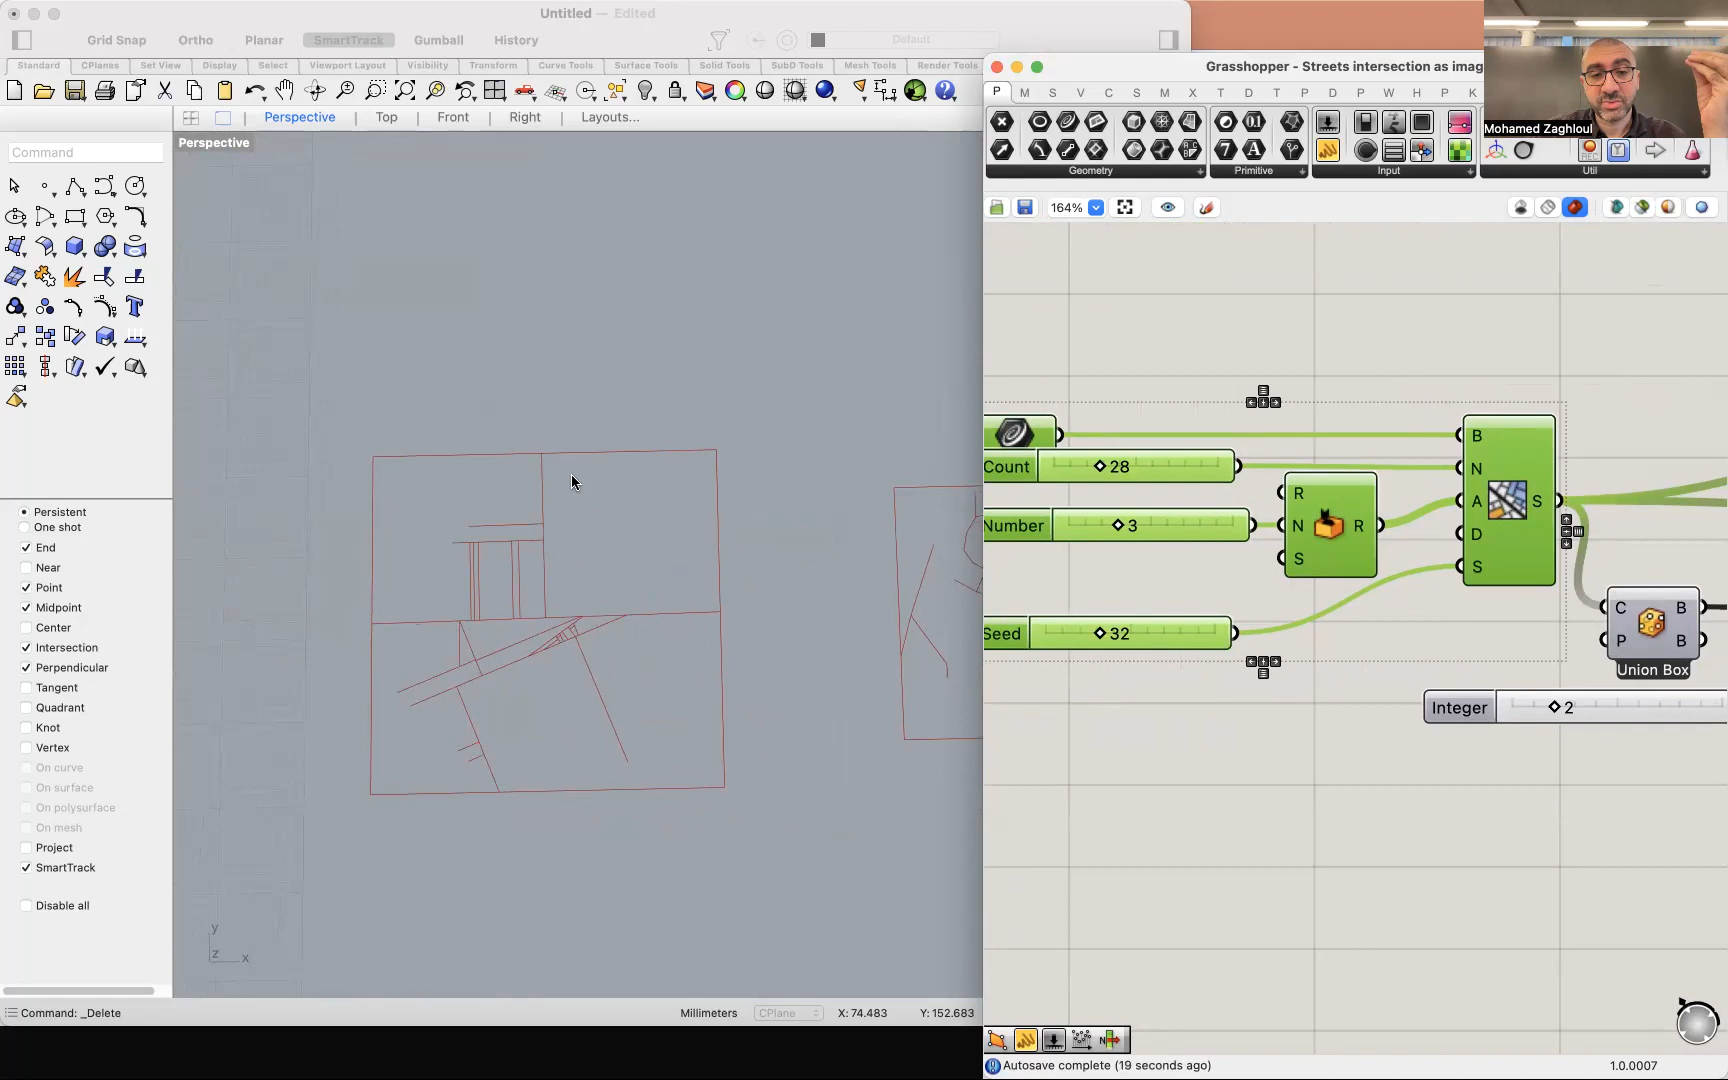 Untitled — Edited
Grid Snap
Ortho
Planar
SmartTrack
Gumball
History
Default
Standard
CPlanes
Set View
Display
Select
Viewport Layout
Visibility
Transform
Curve Tools
Surface Tools
Solid Tools
SubD Tools
Mesh Tools
Render Tools
Perspective
Top
Front
Right
Layouts...
Perspective
Command
Persistent
One shot
End
Near
Point
Midpoint
Center
Intersection
Perpendicular
Tangent
Quadrant
Knot
Vertex
On curve
On surface
On polysurface
On mesh
Project
SmartTrack
Disable all
y
z x
Command: _Delete
Millimeters
CPlane
X: 74.483
Y: 152.683
Grasshopper - Streets intersection as imag
P M S V C S M X T D T P D W H P K
Mohamed Zaghloul
Geometry
Primitive
Input
Util
164%
Count 28
Number 3
Seed 32
R
N R
S
B
N
A S
D
S
C B
P B
Union Box
Integer 2
Autosave complete (19 seconds ago)
1.0.0007